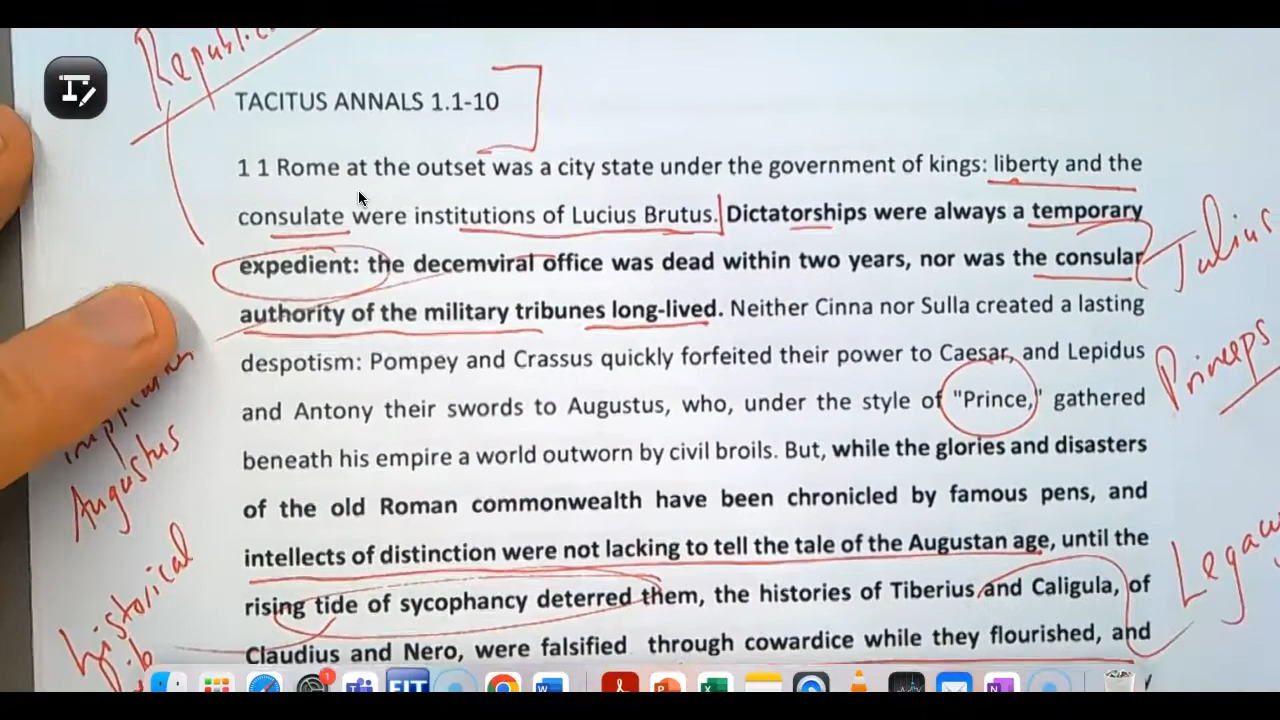 Republic
TACITUS ANNALS 1.1-10
1 1 Rome at the outset was a city state under the government of kings: liberty and the
consulate were institutions of Lucius Brutus. Dictatorships were always a temporary
expedient: the decemviral office was dead within two years, nor was the consular
authority of the military tribunes long-lived. Neither Cinna nor Sulla created a lasting
despotism: Pompey and Crassus quickly forfeited their power to Caesar, and Lepidus
and Antony their swords to Augustus, who, under the style of "Prince," gathered
beneath his empire a world outworn by civil broils. But, while the glories and disasters
of the old Roman commonwealth have been chronicled by famous pens, and
intellects of distinction were not lacking to tell the tale of the Augustan age, until the
rising tide of sycophancy deterred them, the histories of Tiberius and Caligula, of
Claudius and Nero, were falsified through cowardice while they flourished, and
Julius
Princeps
Augustus
historical
Legacy
EIT
1